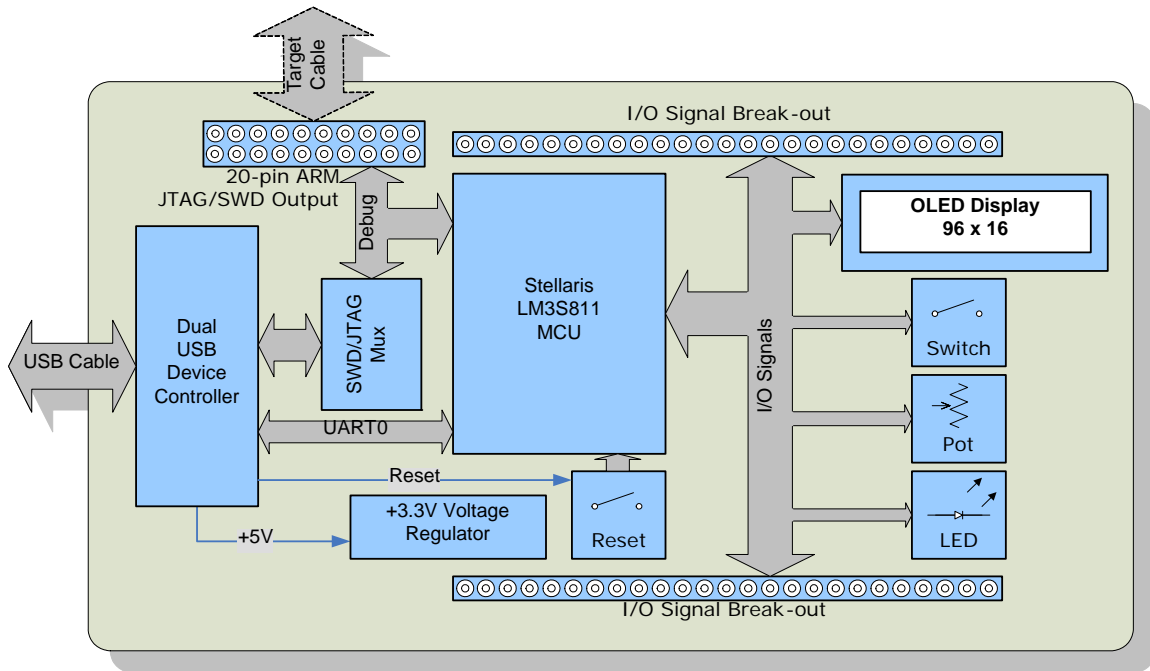 Target
Cable
I/O Signal Break-out
20-pin ARM
JTAG/SWD Output
Debug
OLED Display
96 x 16
Stellaris
LM3S811
MCU
Dual
USB
Device
Controller
SWD/JTAG
Mux
USB Cable
I/O Signals
Switch
UART0
Pot
Reset
+3.3V Voltage
Regulator
+5V
Reset
LED
I/O Signal Break-out